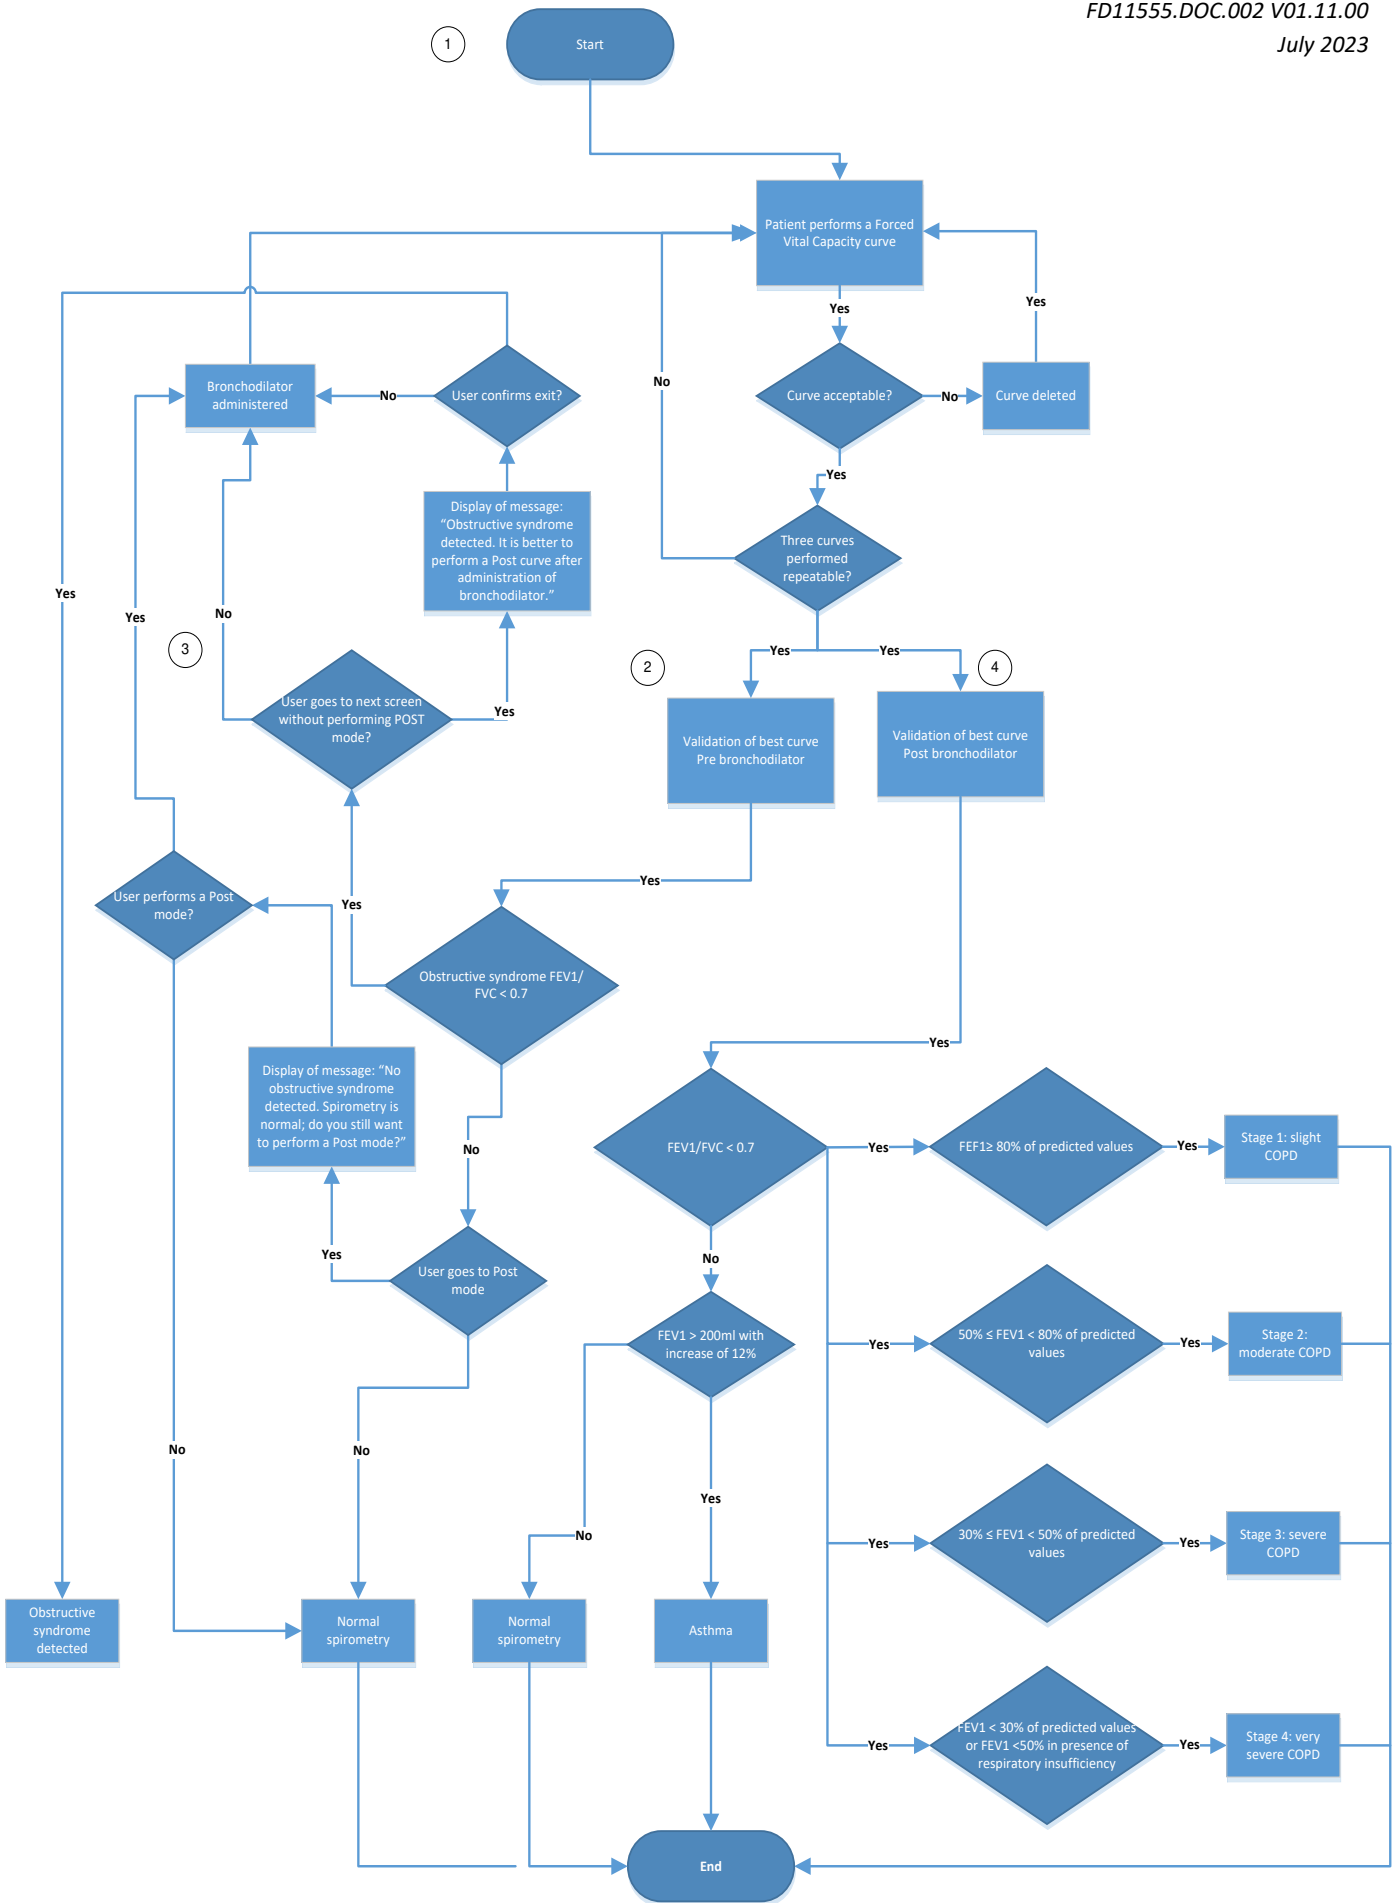 FD11555.DOC.002 V01.11.00
July 2023
1
Start
Patient performs a Forced
Vital Capacity curve
Yes
Yes
Bronchodilator
administered
No
User confirms exit?
No
Curve acceptable?
No
Curve deleted
Yes
Display of message:
“Obstructive syndrome
detected. It is better to
perform a Post curve after
administration of
bronchodilator.”
Three curves
performed
repeatable?
Yes
Yes
No
3
Yes
Yes
2
4
User goes to next screen
without performing POST
mode?
Yes
Validation of best curve
Pre bronchodilator
Validation of best curve
Post bronchodilator
Yes
User performs a Post
mode?
Yes
Obstructive syndrome FEV1/
FVC < 0.7
Yes
Display of message: “No
obstructive syndrome
detected. Spirometry is
normal; do you still want
to perform a Post mode?”
No
FEV1/FVC < 0.7
Yes
FEF1≥ 80% of predicted values
Yes
Stage 1: slight
COPD
Yes
No
User goes to Post
mode
FEV1 > 200ml with
increase of 12%
Yes
50% ≤ FEV1 < 80% of predicted
values
Yes
Stage 2:
moderate COPD
No
No
Yes
No
Yes
30% ≤ FEV1 < 50% of predicted
values
Yes
Stage 3: severe
COPD
Obstructive
syndrome
detected
Normal
spirometry
Normal
spirometry
Asthma
Yes
FEV1 < 30% of predicted values
or FEV1 <50% in presence of
respiratory insufficiency
Yes
Stage 4: very
severe COPD
End